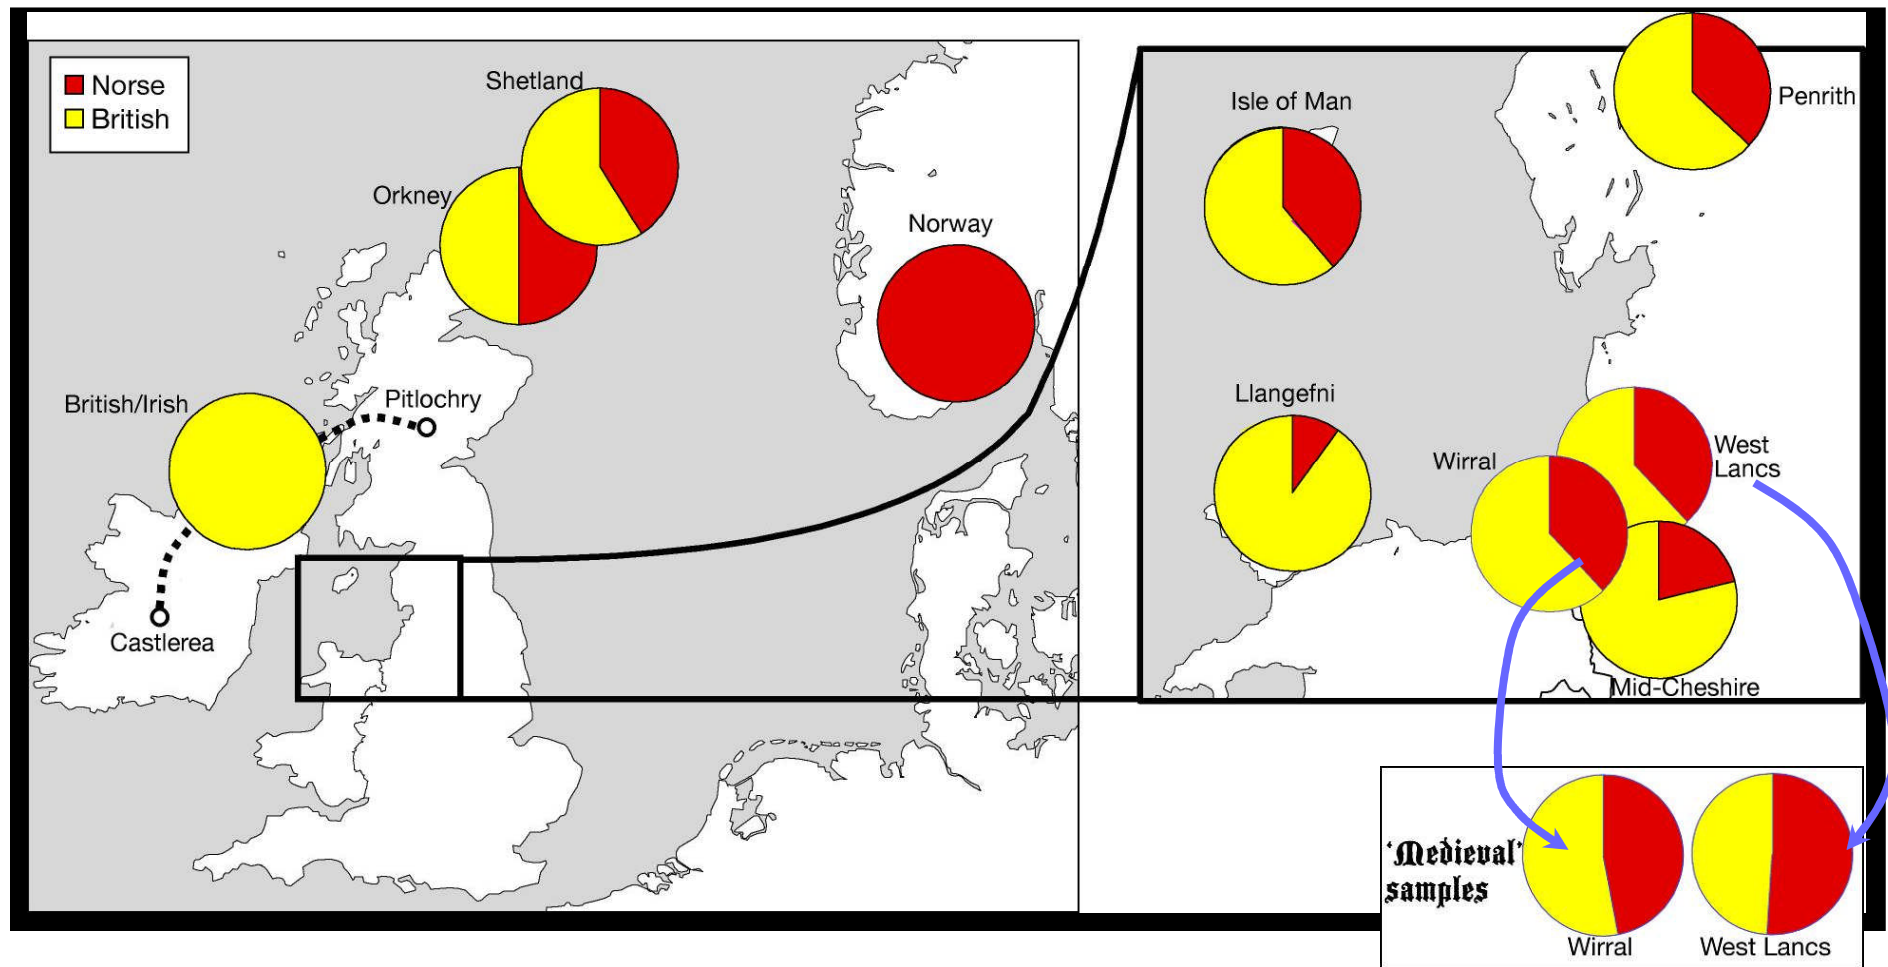 Norse
British
Shetland
Orkney
Norway
British/Irish
Pitlochry
Castlerea
Isle of Man
Penrith
Llangefni
Wirral
West
Lancs
Mid-Cheshire
'Medieval'
samples
Wirral
West Lancs